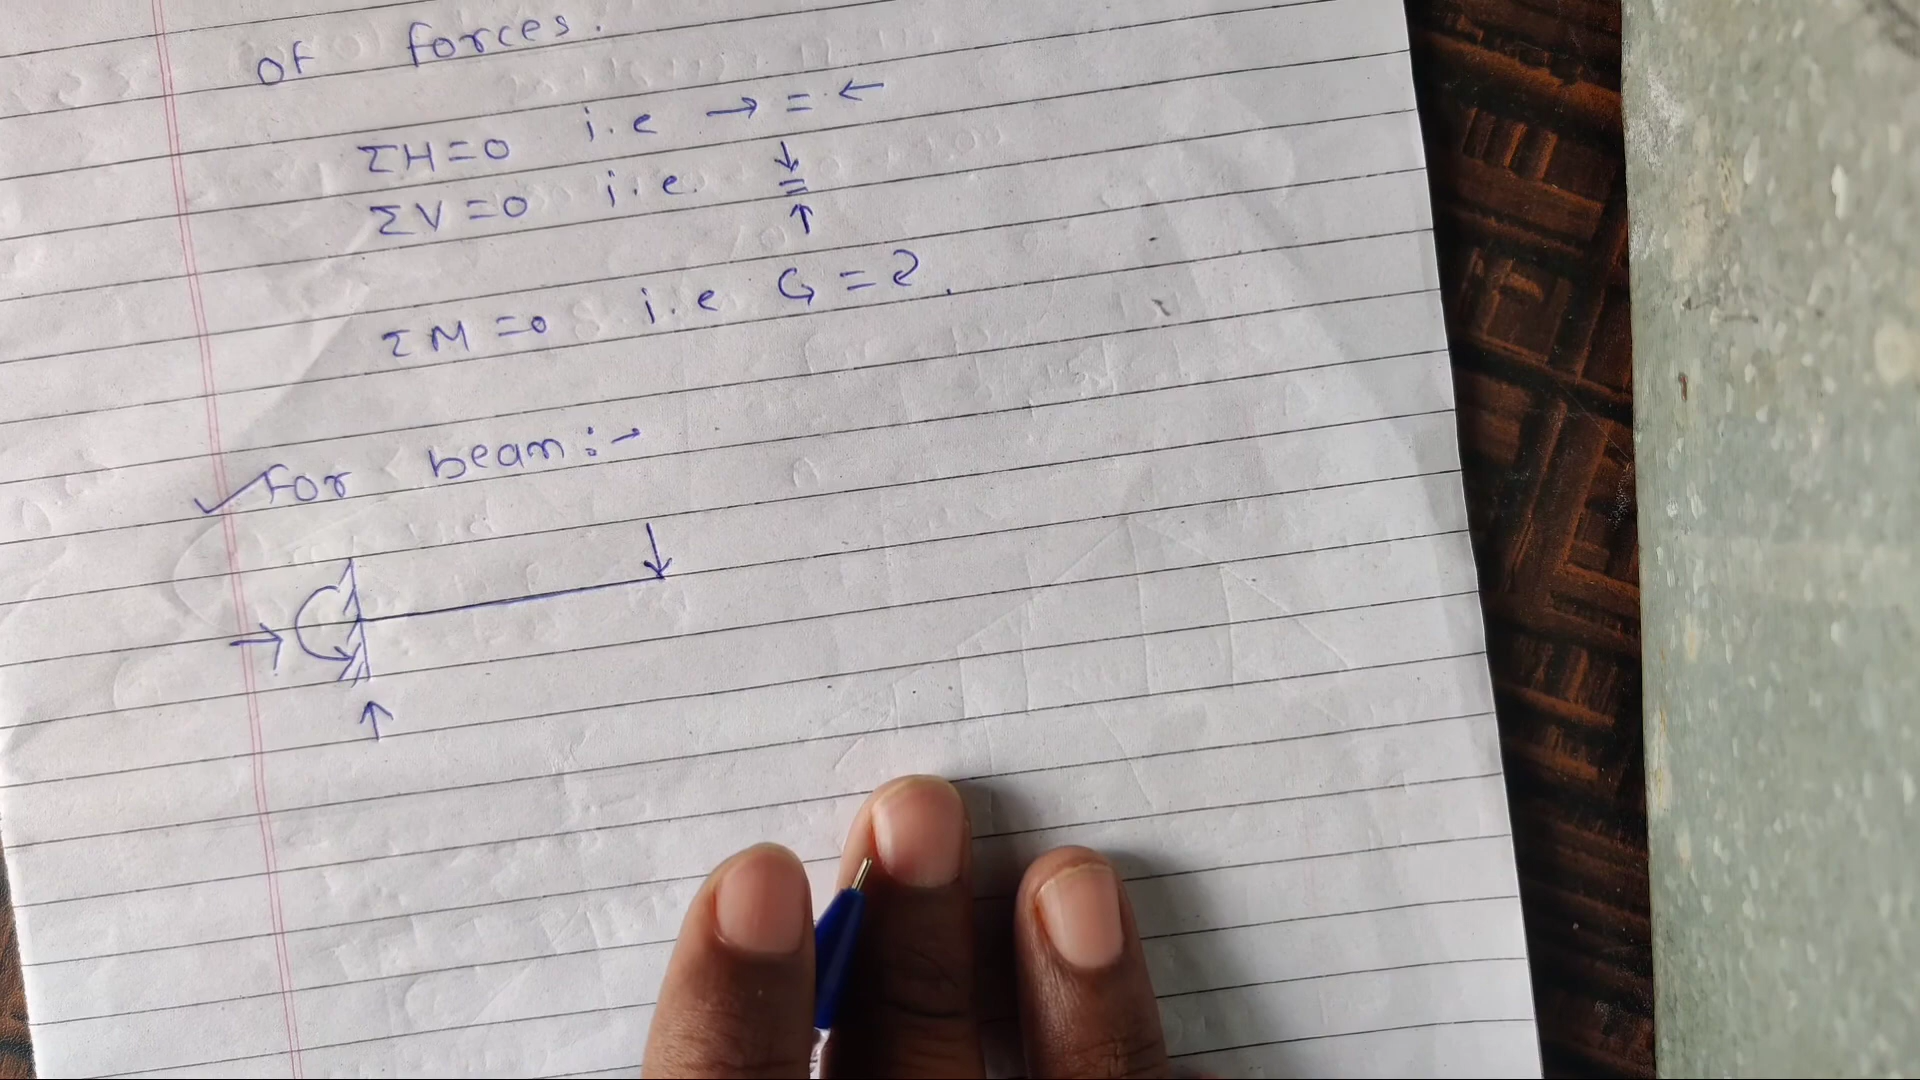 of forces.
ΣH=0 i.e → = ←
ΣV=0 i.e. ↓ = ↑
ΣM=0 i.e ↺ = ↻.
✓For beam:-